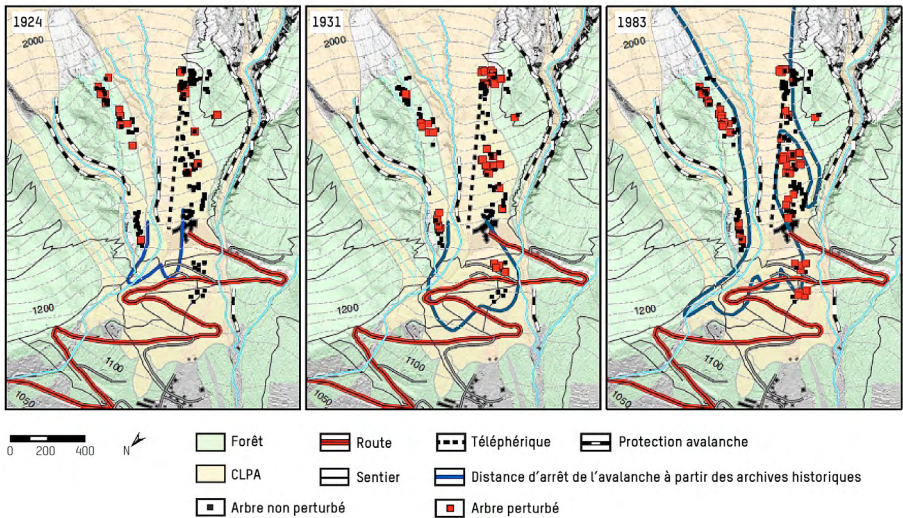 1924
2000
1200
1100
1050
1931
2000
1200
1100
1050
1983
2000
1200
1100
1050
0 200 400
N
Forêt
Route
Téléphérique
Protection avalanche
CLPA
Sentier
Distance d'arrêt de l'avalanche à partir des archives historiques
Arbre non perturbé
Arbre perturbé